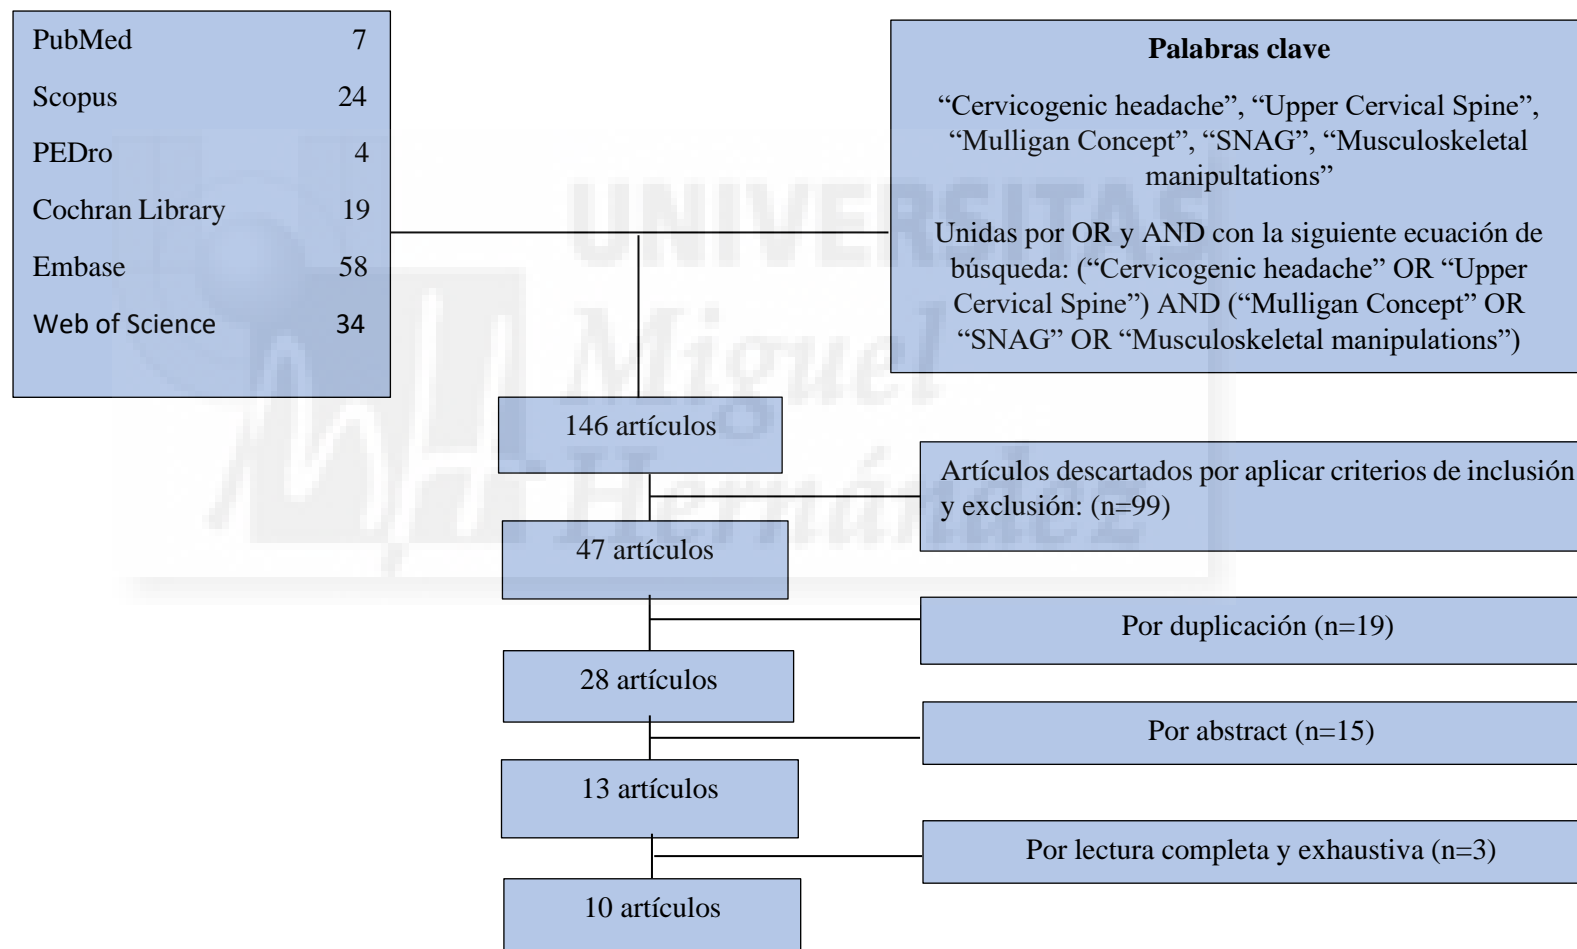 PubMed 7
Scopus 24
PEDro 4
Cochran Library 19
Embase 58
Web of Science 34
Palabras clave
“Cervicogenic headache”, “Upper Cervical Spine”,
“Mulligan Concept”, “SNAG”, “Musculoskeletal
manipultations”
Unidas por OR y AND con la siguiente ecuación de
búsqueda: (“Cervicogenic headache” OR “Upper
Cervical Spine”) AND (“Mulligan Concept” OR
“SNAG” OR “Musculoskeletal manipulations”)
UNIVERSITAS
Miguel
Hernández
146 artículos
Artículos descartados por aplicar criterios de inclusión
y exclusión: (n=99)
47 artículos
Por duplicación (n=19)
28 artículos
Por abstract (n=15)
13 artículos
Por lectura completa y exhaustiva (n=3)
10 artículos